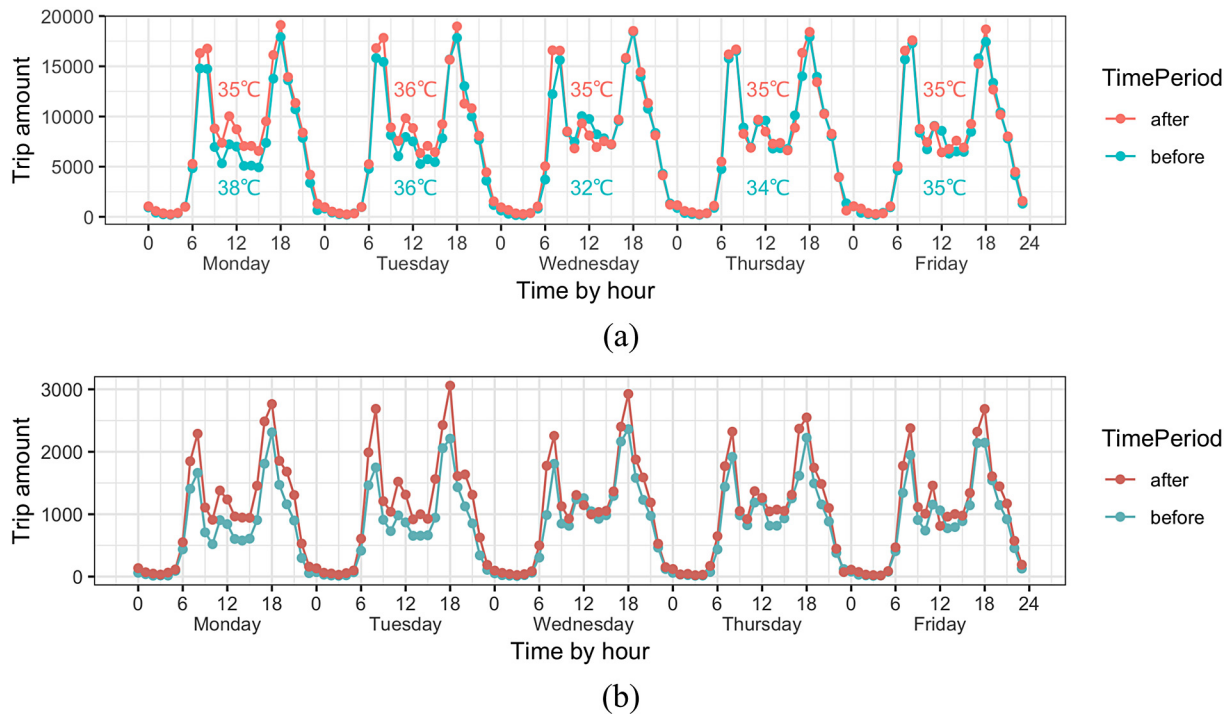 20000
15000
10000
5000
0
Trip amount
35℃ 36℃ 35℃ 35℃ 35℃
38℃ 36℃ 32℃ 34℃ 35℃
0 6 12 18 0 6 12 18 0 6 12 18 0 6 12 18 0 6 12 18 24
Monday Tuesday Wednesday Thursday Friday
Time by hour
TimePeriod
after
before
(a)
3000
2000
1000
0
Trip amount
0 6 12 18 0 6 12 18 0 6 12 18 0 6 12 18 0 6 12 18 24
Monday Tuesday Wednesday Thursday Friday
Time by hour
TimePeriod
after
before
(b)